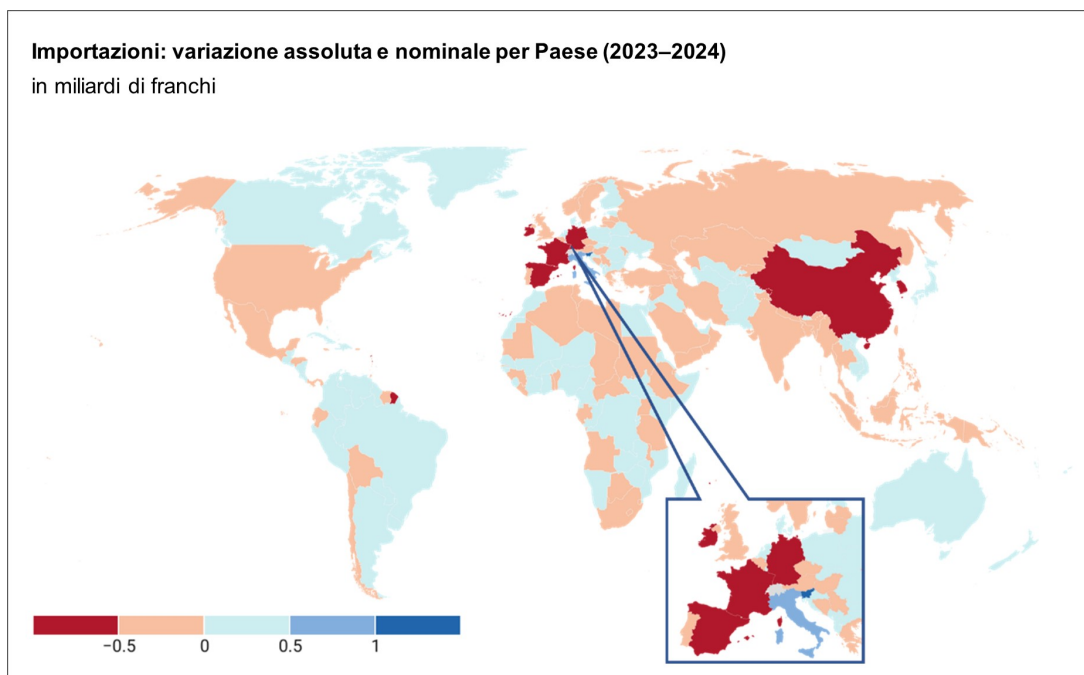 Importazioni: variazione assoluta e nominale per Paese (2023–2024)
in miliardi di franchi
−0.5 0 0.5 1